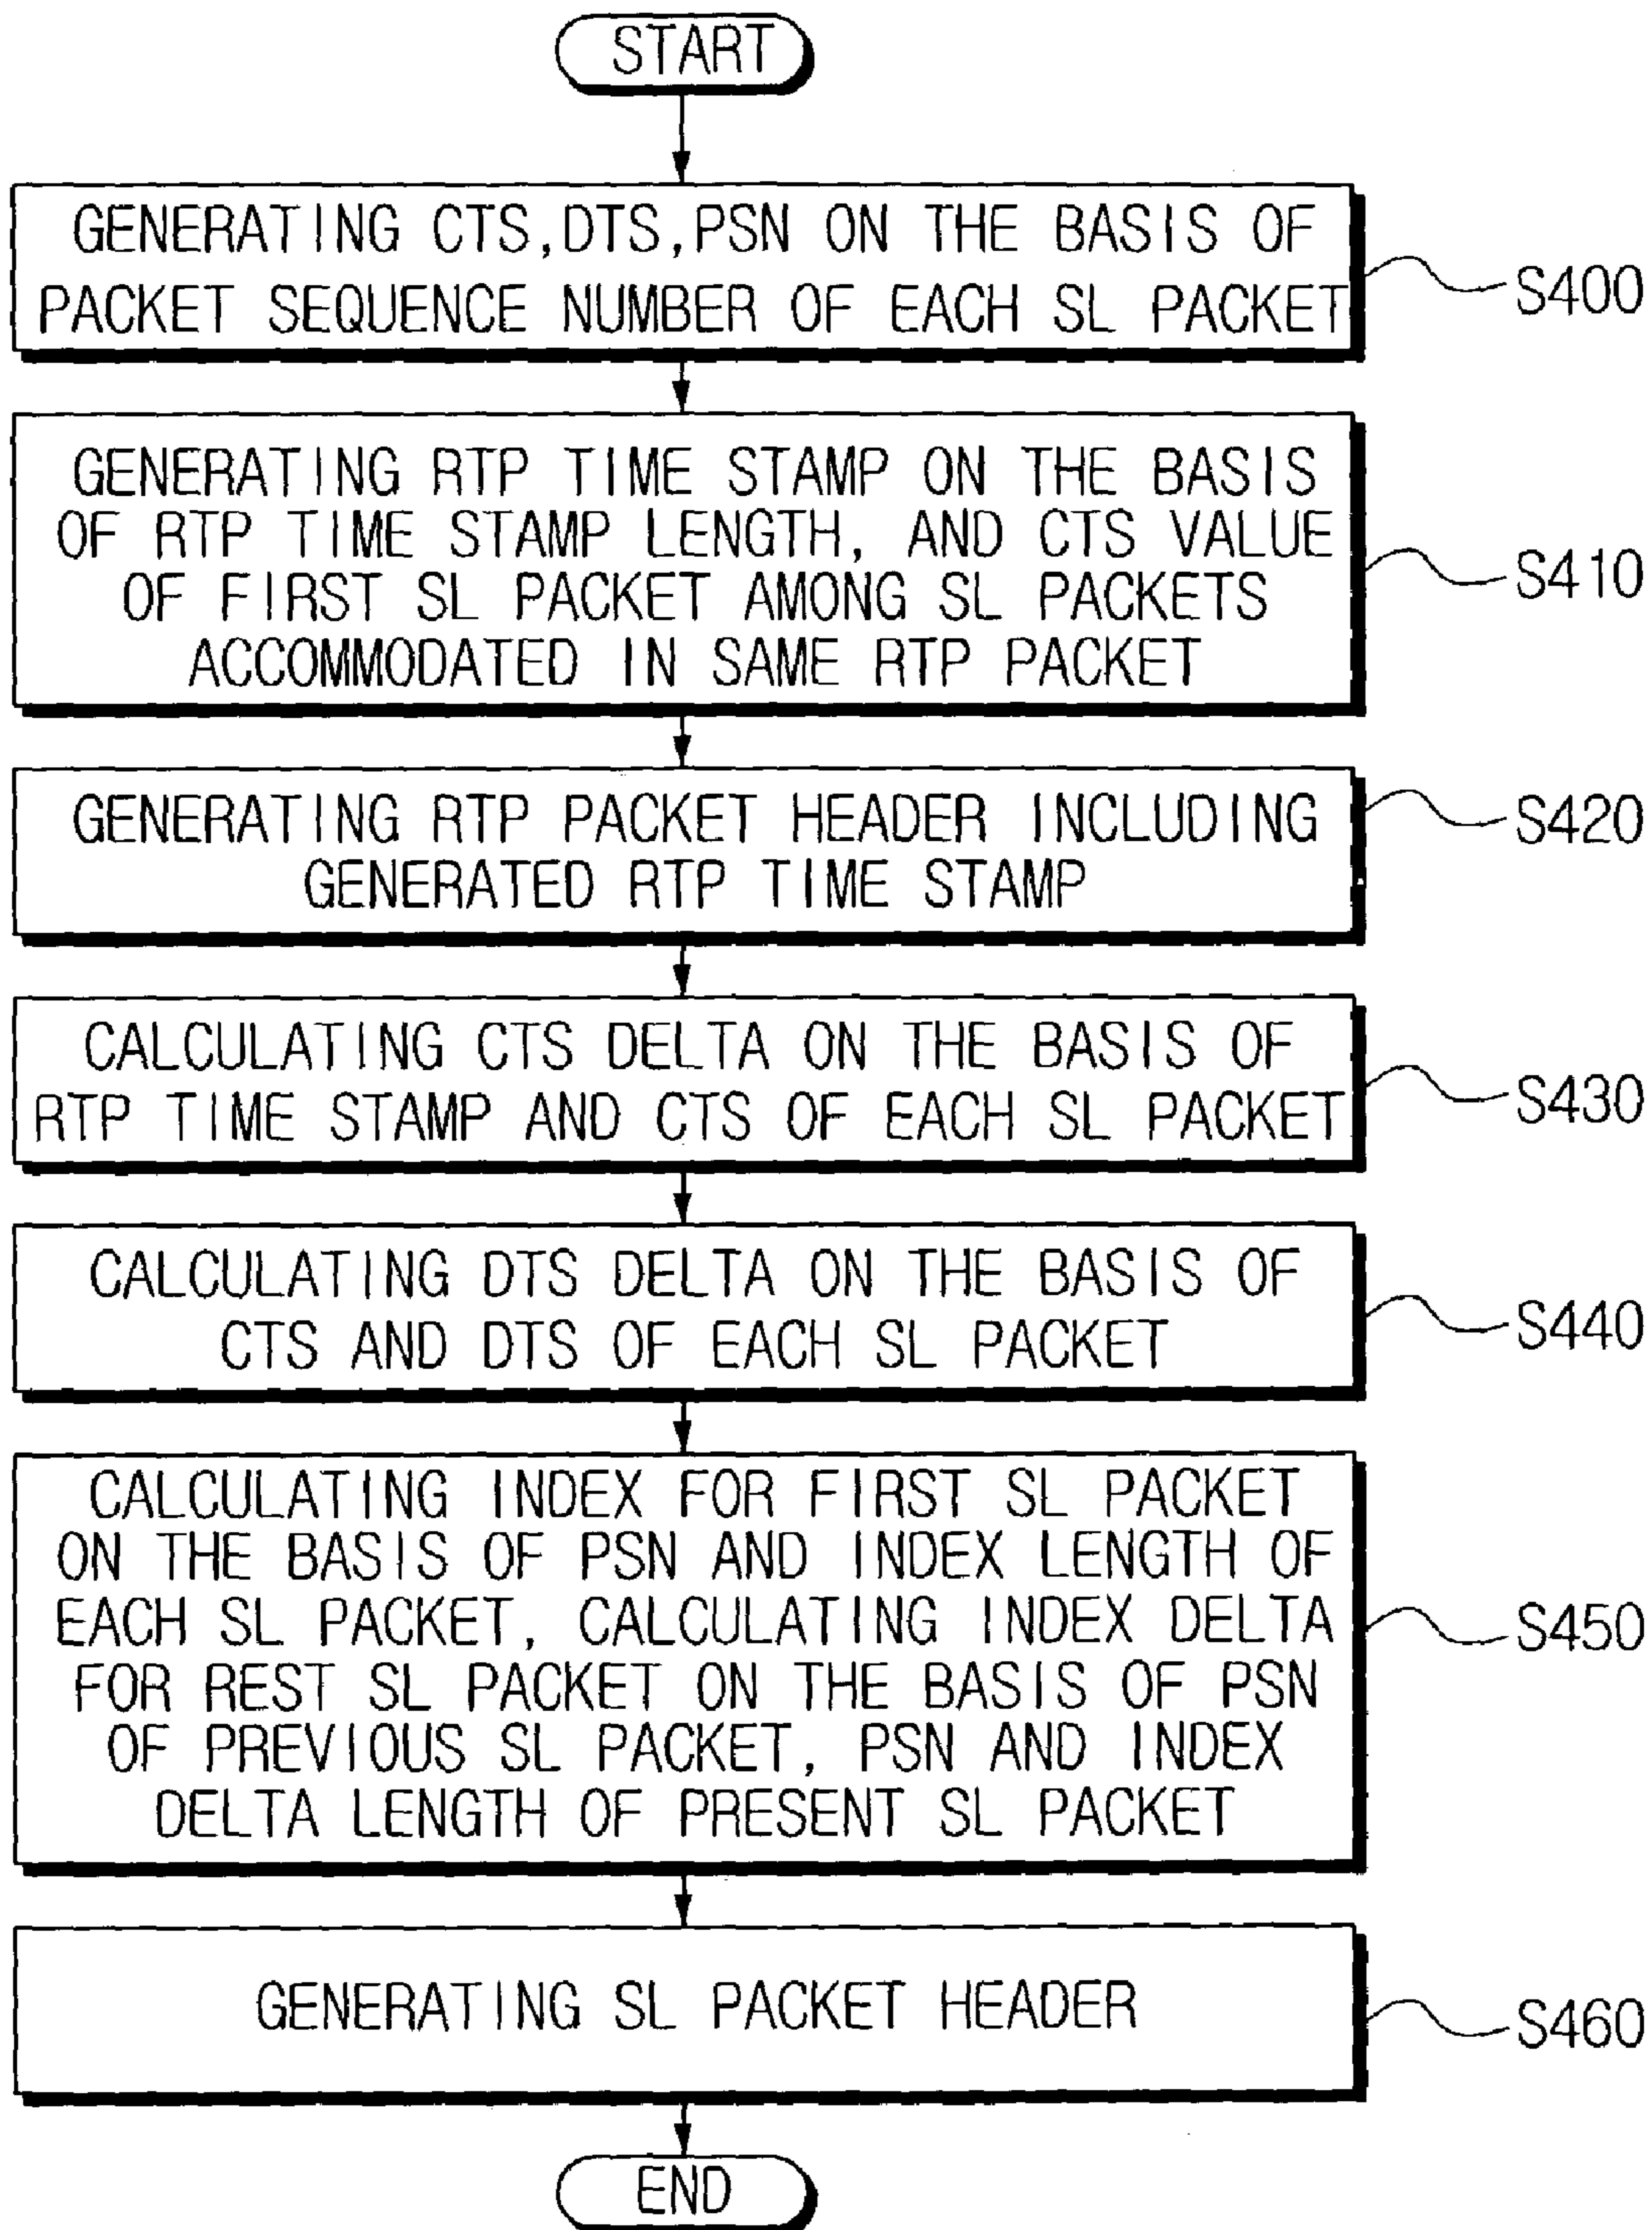 START
GENERATING CTS,DTS,PSN ON THE BASIS OF
PACKET SEQUENCE NUMBER OF EACH SL PACKET
S400
GENERATING RTP TIME STAMP ON THE BASIS
OF RTP TIME STAMP LENGTH, AND CTS VALUE
OF FIRST SL PACKET AMONG SL PACKETS
ACCOMMODATED IN SAME RTP PACKET
S410
GENERATING RTP PACKET HEADER INCLUDING
GENERATED RTP TIME STAMP
S420
CALCULATING CTS DELTA ON THE BASIS OF
RTP TIME STAMP AND CTS OF EACH SL PACKET
S430
CALCULATING DTS DELTA ON THE BASIS OF
CTS AND DTS OF EACH SL PACKET
S440
CALCULATING INDEX FOR FIRST SL PACKET
ON THE BASIS OF PSN AND INDEX LENGTH OF
EACH SL PACKET, CALCULATING INDEX DELTA
FOR REST SL PACKET ON THE BASIS OF PSN
OF PREVIOUS SL PACKET, PSN AND INDEX
DELTA LENGTH OF PRESENT SL PACKET
S450
GENERATING SL PACKET HEADER
S460
END